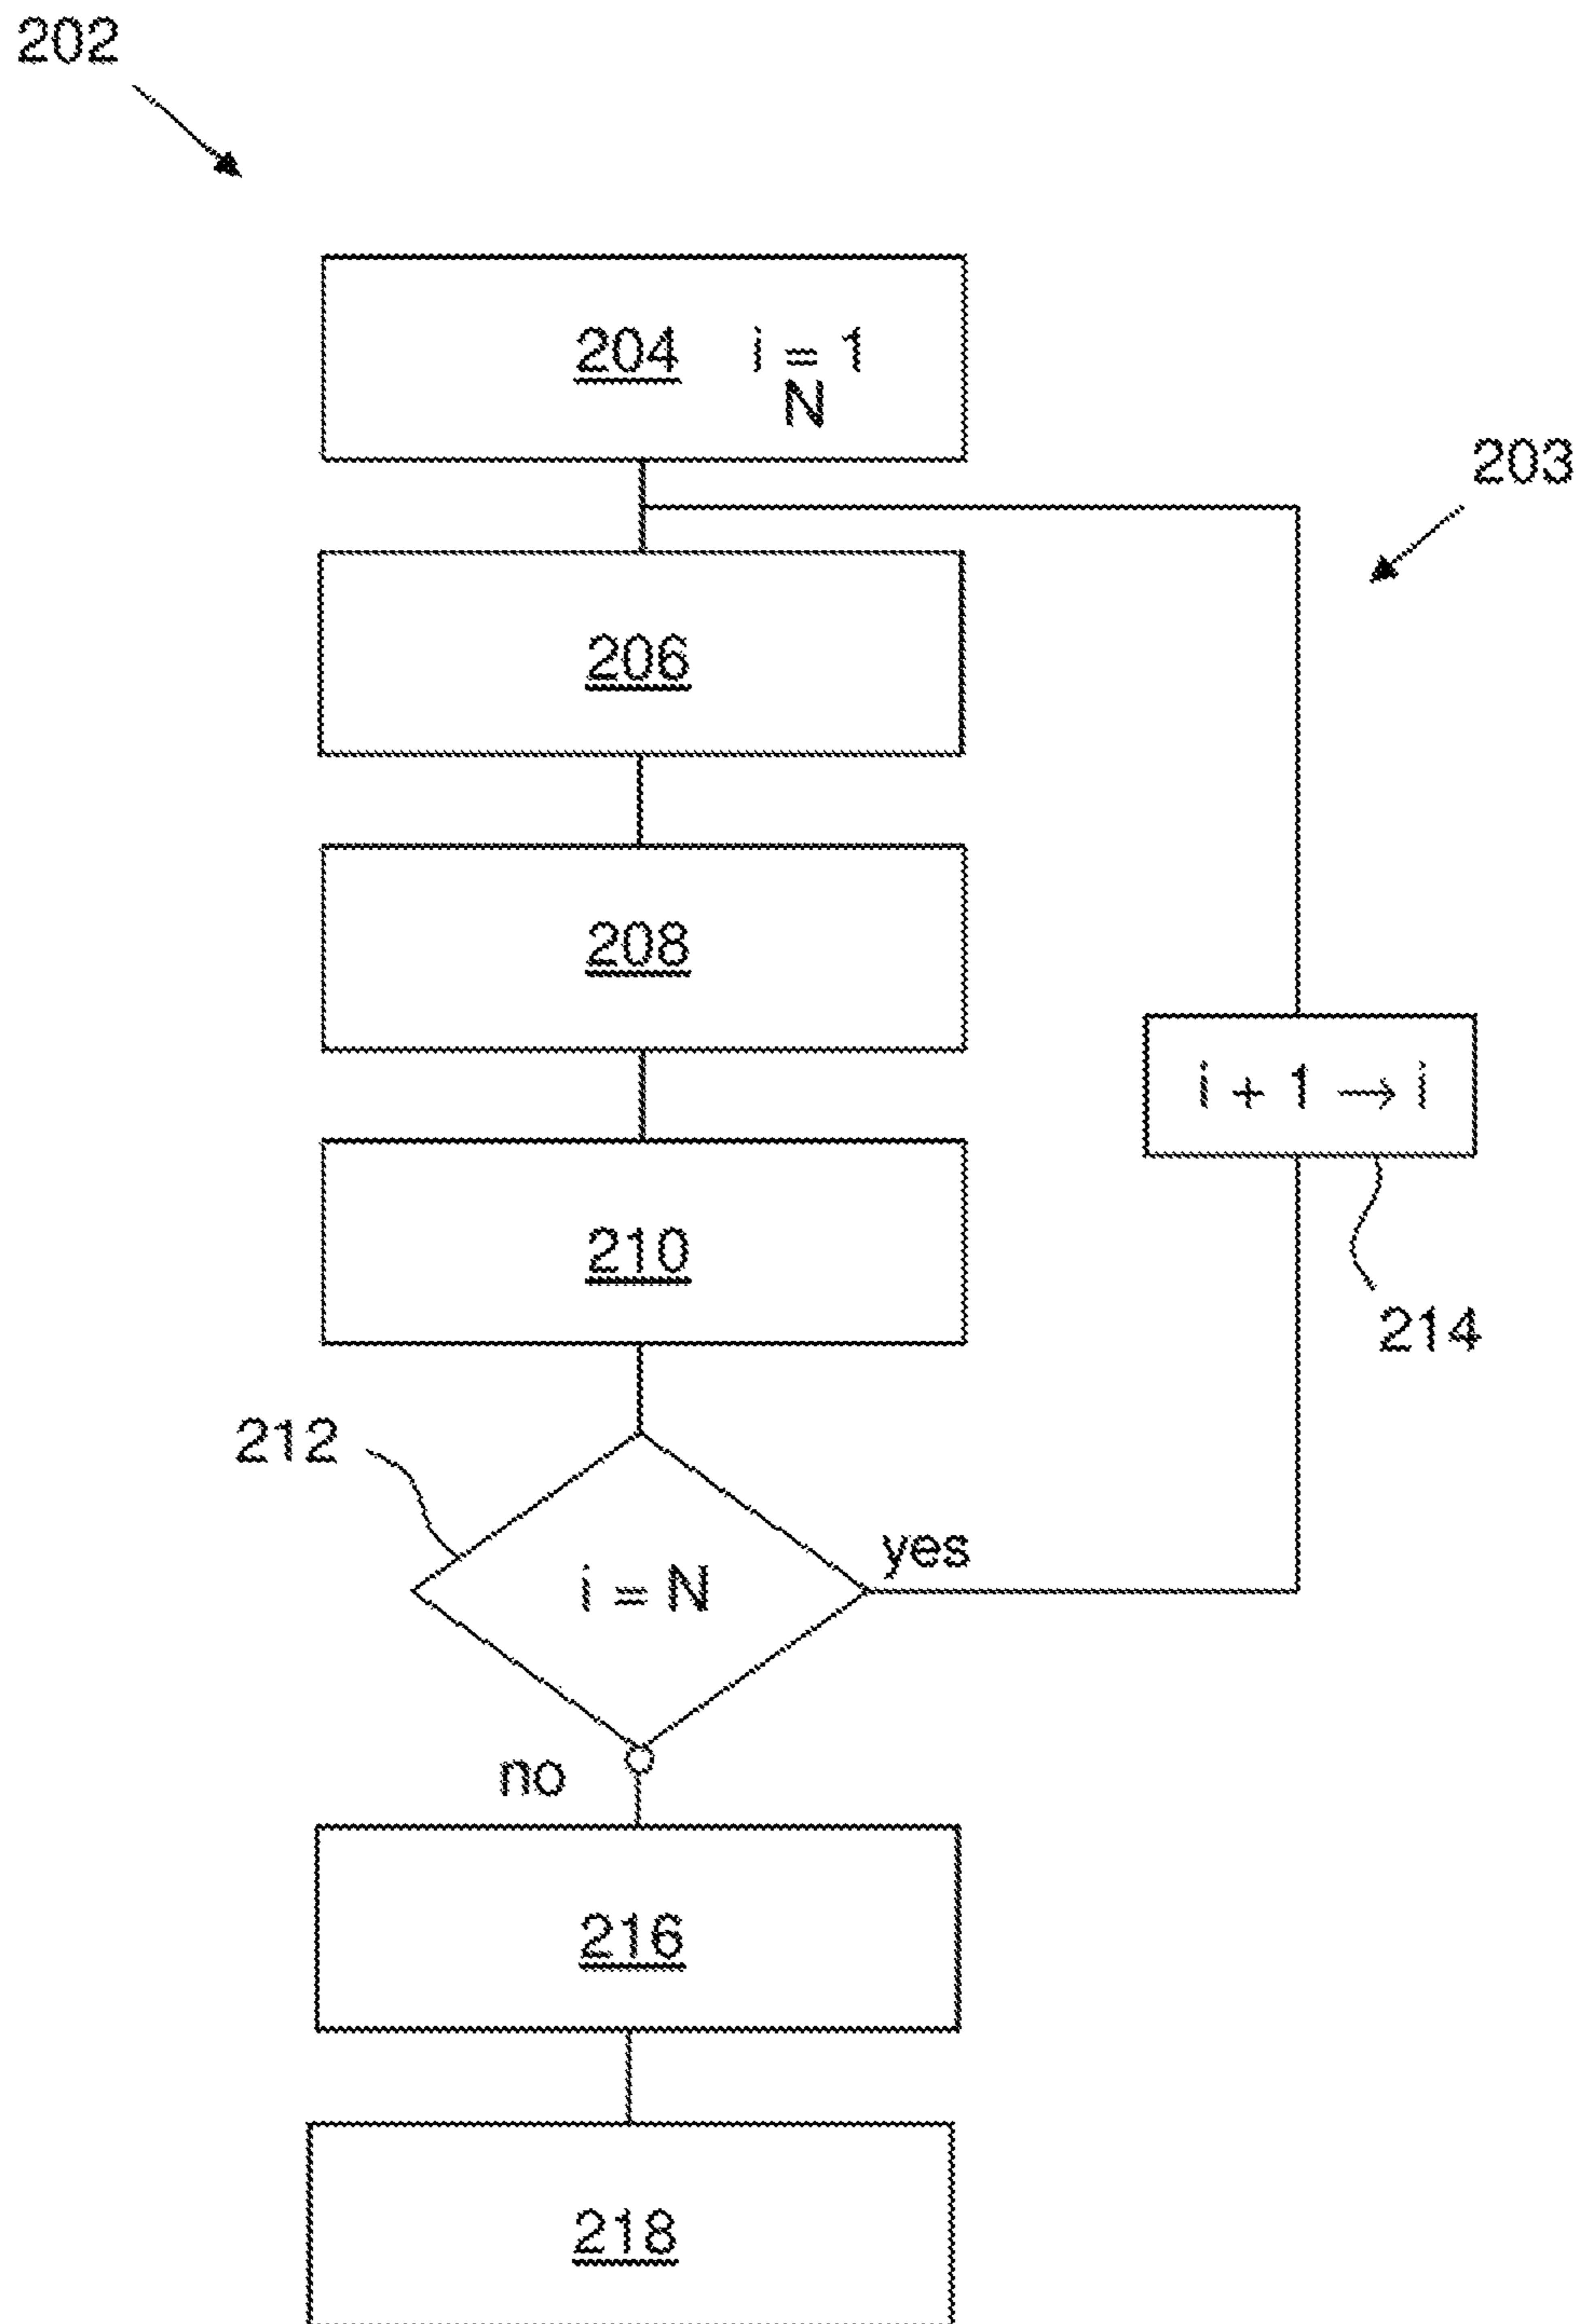 202
204 i = 1
N
203
206
208
i + 1 → i
210
214
212
yes
i = N
no
216
218